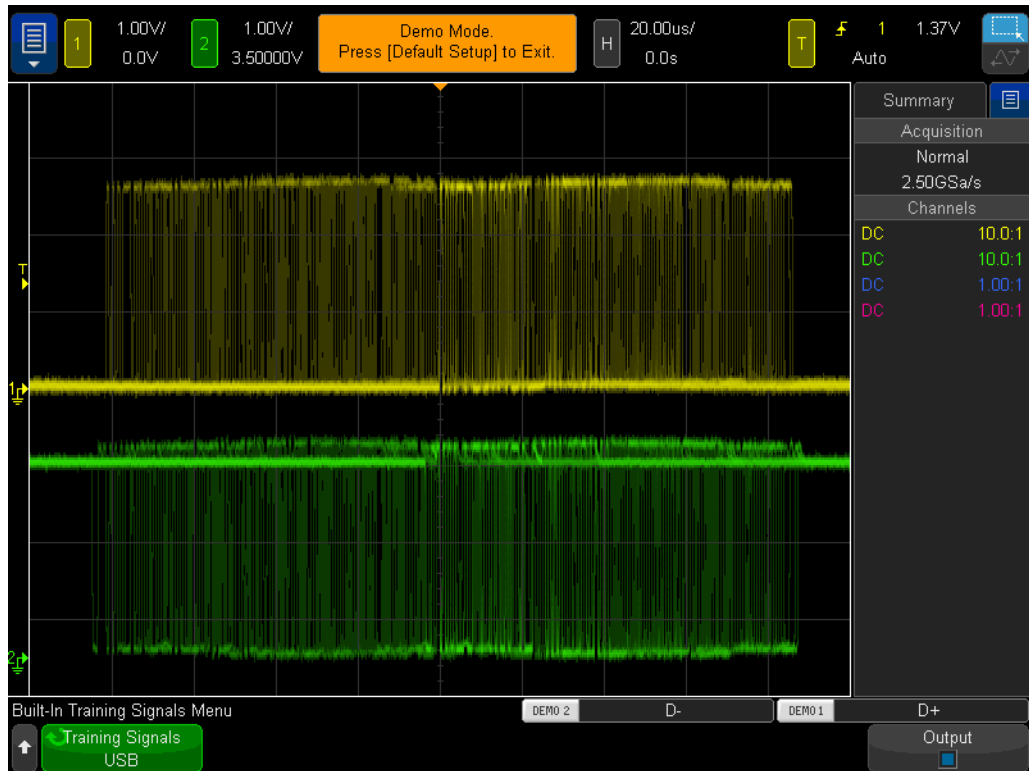 1
1.00V/
0.0V
2
1.00V/
3.50000V
Demo Mode.
Press [Default Setup] to Exit.
H
20.00us/
0.0s
T
1
1.37V
Auto
Summary
Acquisition
Normal
2.50GSa/s
Channels
DC 10.0:1
DC 10.0:1
DC 1.00:1
DC 1.00:1
T
1
2
Built-In Training Signals Menu
DEMO 2 D-
DEMO 1 D+
Training Signals
USB
Output